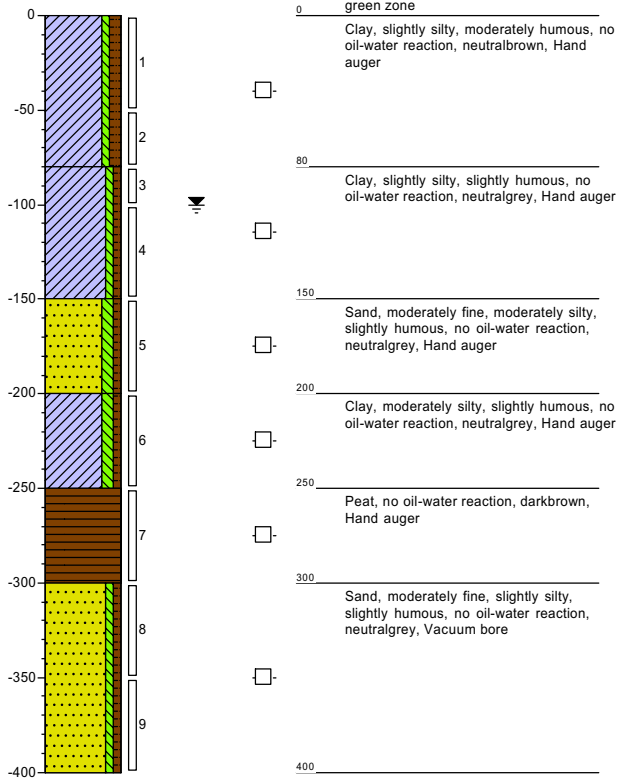 0
-50
-100
-150
-200
-250
-300
-350
-400
1
2
3
4
5
6
7
8
9
green zone
0
Clay, slightly silty, moderately humous, no
oil-water reaction, neutralbrown, Hand
auger
80
Clay, slightly silty, slightly humous, no
oil-water reaction, neutralgrey, Hand auger
150
Sand, moderately fine, moderately silty,
slightly humous, no oil-water reaction,
neutralgrey, Hand auger
200
Clay, moderately silty, slightly humous, no
oil-water reaction, neutralgrey, Hand auger
250
Peat, no oil-water reaction, darkbrown,
Hand auger
300
Sand, moderately fine, slightly silty,
slightly humous, no oil-water reaction,
neutralgrey, Vacuum bore
400